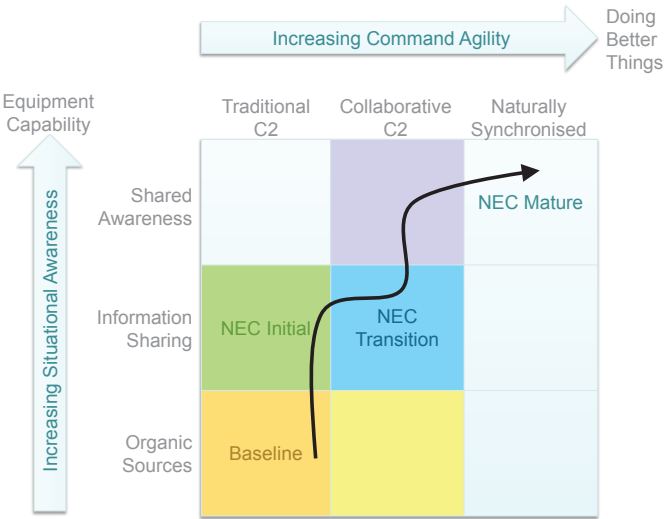 Increasing Command Agility
Doing
Better
Things
Equipment
Capability
Traditional
C2
Collaborative
C2
Naturally
Synchronised
Increasing Situational Awareness
Shared
Awareness
NEC Mature
Information
Sharing
NEC Initial
NEC
Transition
Organic
Sources
Baseline